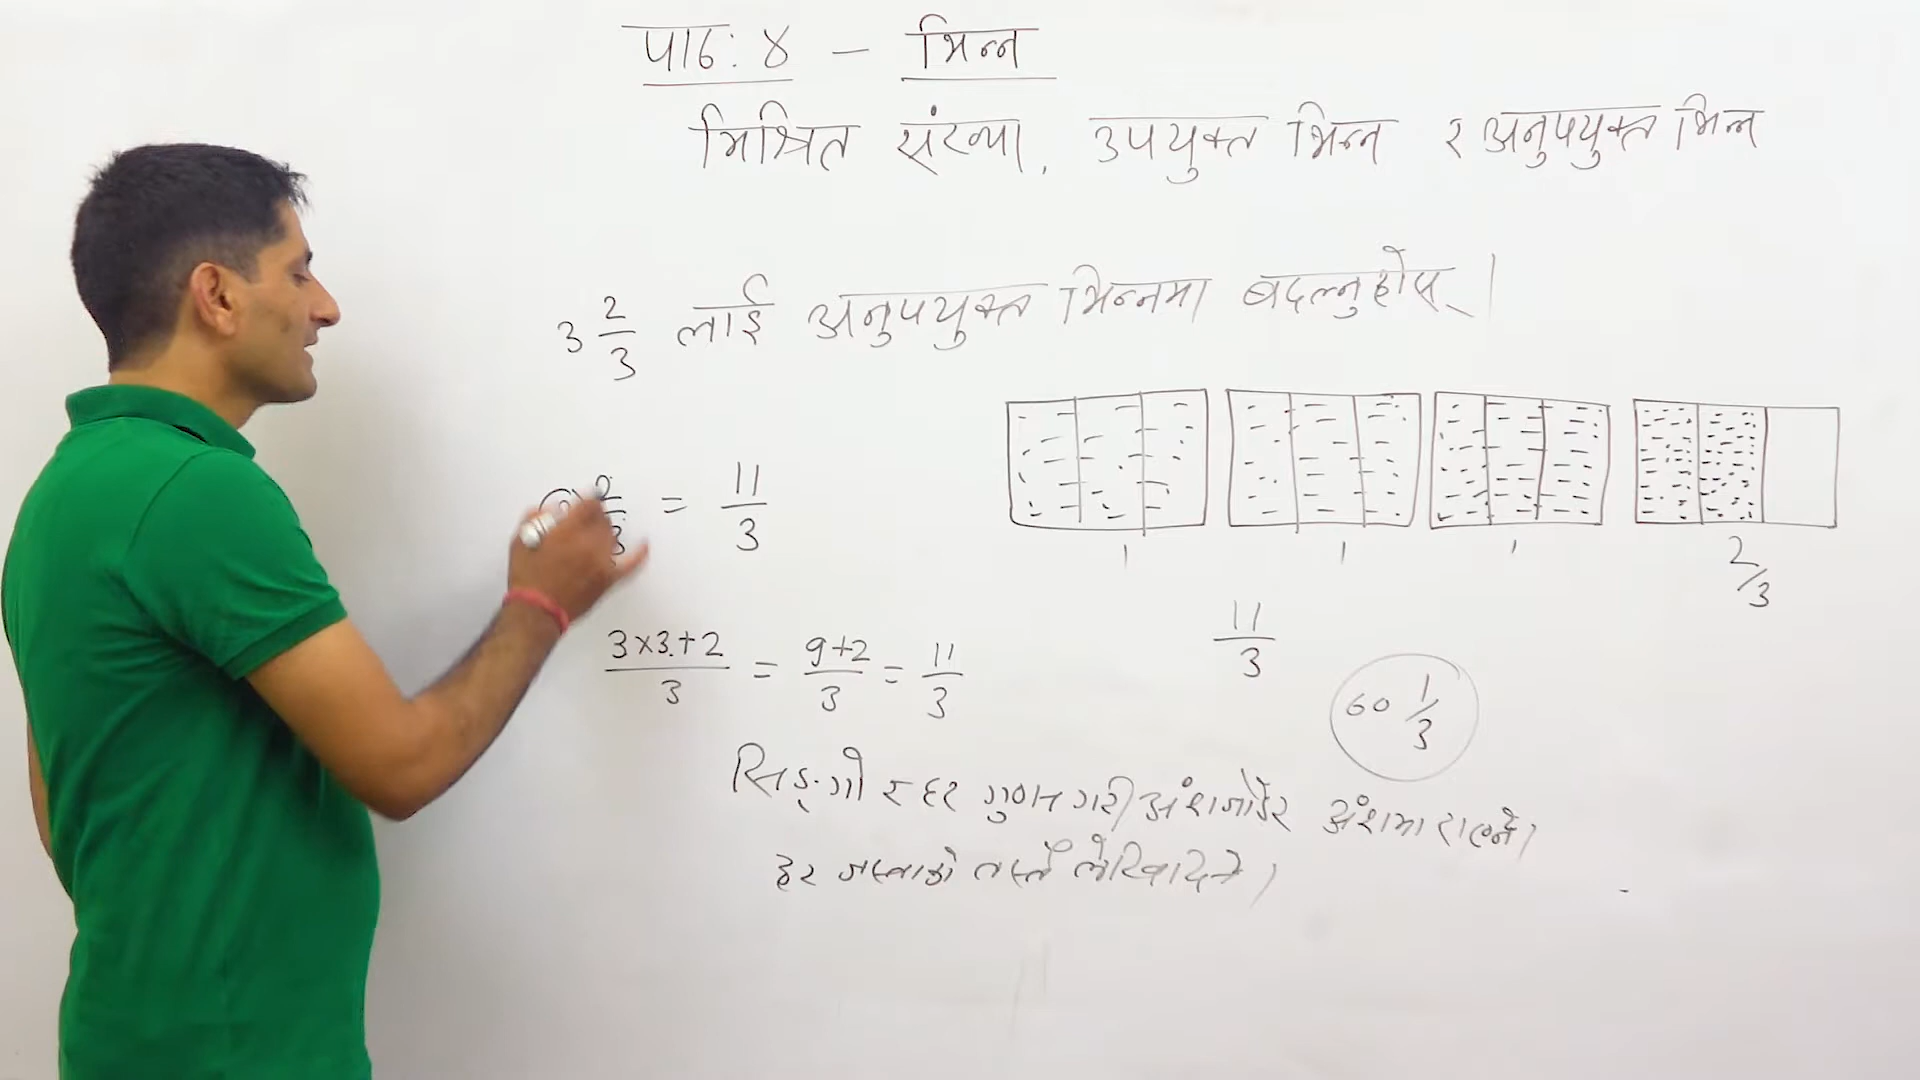 पाठ: ४ – भिन्न
मिश्रित संख्या, उपयुक्त भिन्न र अनुपयुक्त भिन्न
3 2/3 लाई अनुपयुक्त भिन्नमा बदल्नुहोस् ।
2/3 = 11/3
1 1 1 2/3
11/3
3×3+2/3 = 9+2/3 = 11/3
60 1/3
सिङ्गो र हर गुणन गरी अंश जोडेर अंशमा राख्ने।
हर जस्ताको तस्तै लेखिदिने।